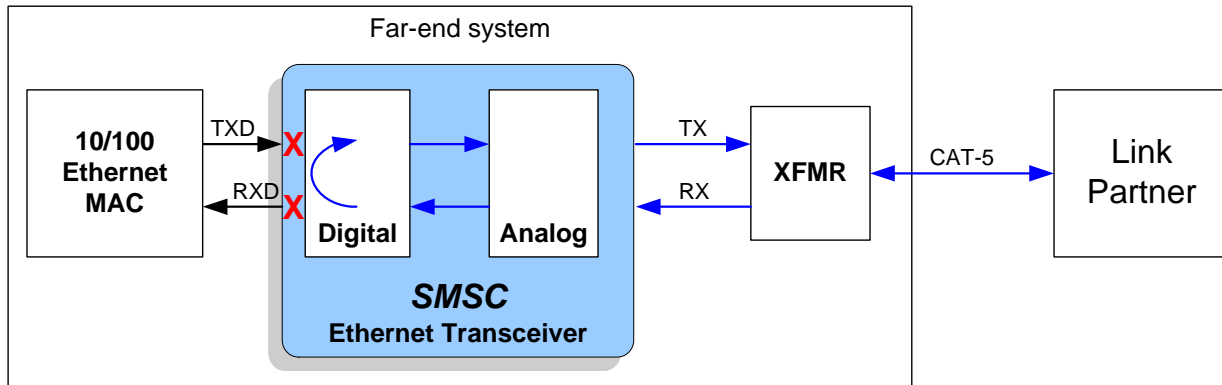 Far-end system
10/100
Ethernet
MAC
TXD
RXD
X
X
Digital
Analog
SMSC
Ethernet Transceiver
TX
RX
XFMR
CAT-5
Link
Partner